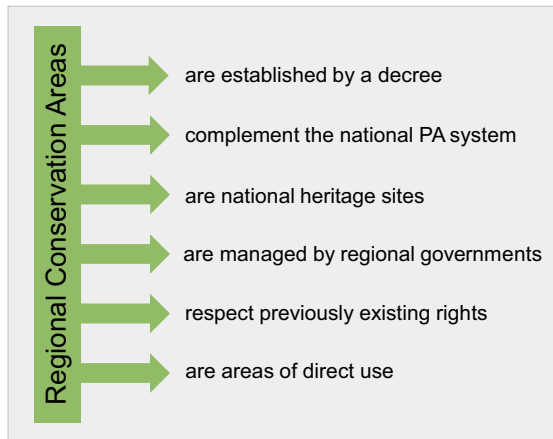 Regional Conservation Areas
are established by a decree
complement the national PA system
are national heritage sites
are managed by regional governments
respect previously existing rights
are areas of direct use